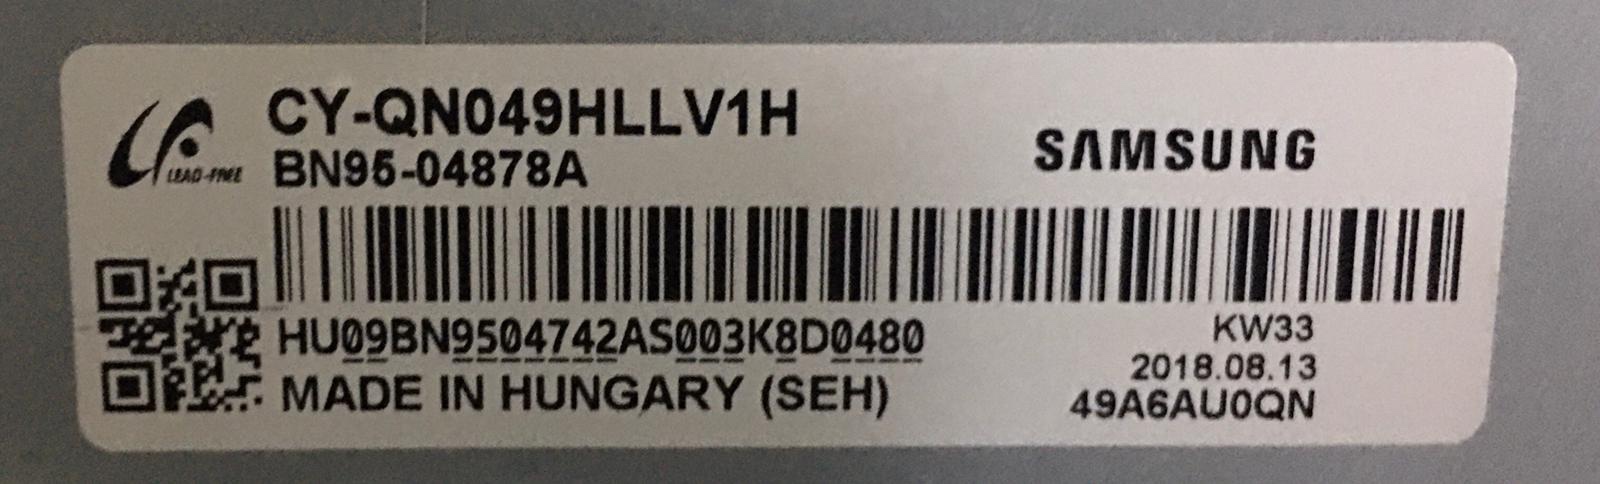 CY-QN049HLLV1H
BN95-04878A
LEAD-FREE
SAMSUNG
HU09BN9504742AS003K8D0480
MADE IN HUNGARY (SEH)
KW33
2018.08.13
49A6AU0QN